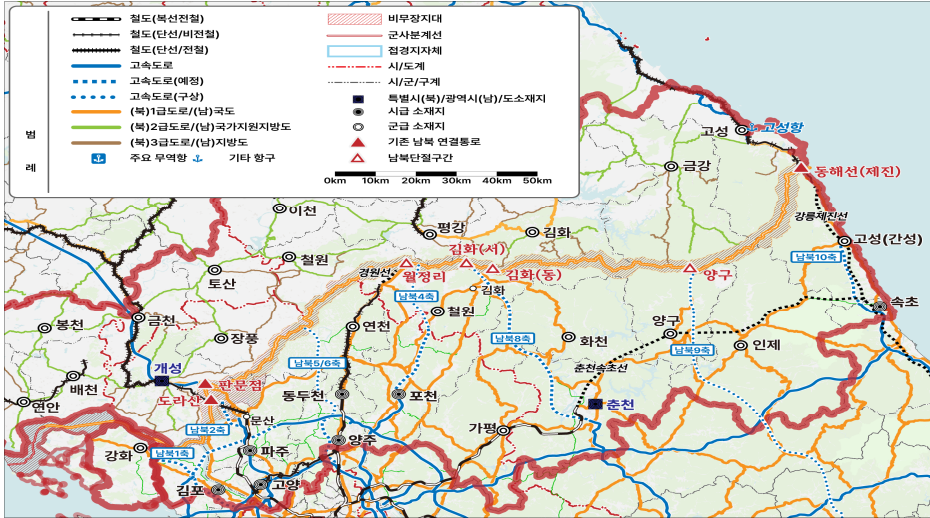 범
례
철도(복선전철)
철도(단선/비전철)
철도(단선/전철)
고속도로
고속도로(예정)
고속도로(구상)
(북)1급도로/(남)국도
(북)2급도로/(남)국가지원지방도
(북)3급도로/(남)지방도
주요 무역항 기타 항구
비무장지대
군사분계선
접경지자체
시/도계
시/군/구계
특별시(북)/광역시(남)/도소재지
시급 소재지
군급 소재지
기존 남북 연결통로
남북단절구간
0km 10km 20km 30km 40km 50km
고성 고성항
금강
동해선(제진)
강릉제진선
이천
평강
김화
고성(간성)
김화(서)
남북10축
철원
경원선
월정리
김화(동)
양구
토산
김화
남북4축
속초
금천
철원
봉천
연천
양구
장풍
남북8축
화천
인제
남북9축
개성
남북5/6축
춘천속초선
판문점
배천
동두천
포천
도라산
연안
춘천
문산
남북2축
가평
양주
강화
남북1축
파주
김포
고양